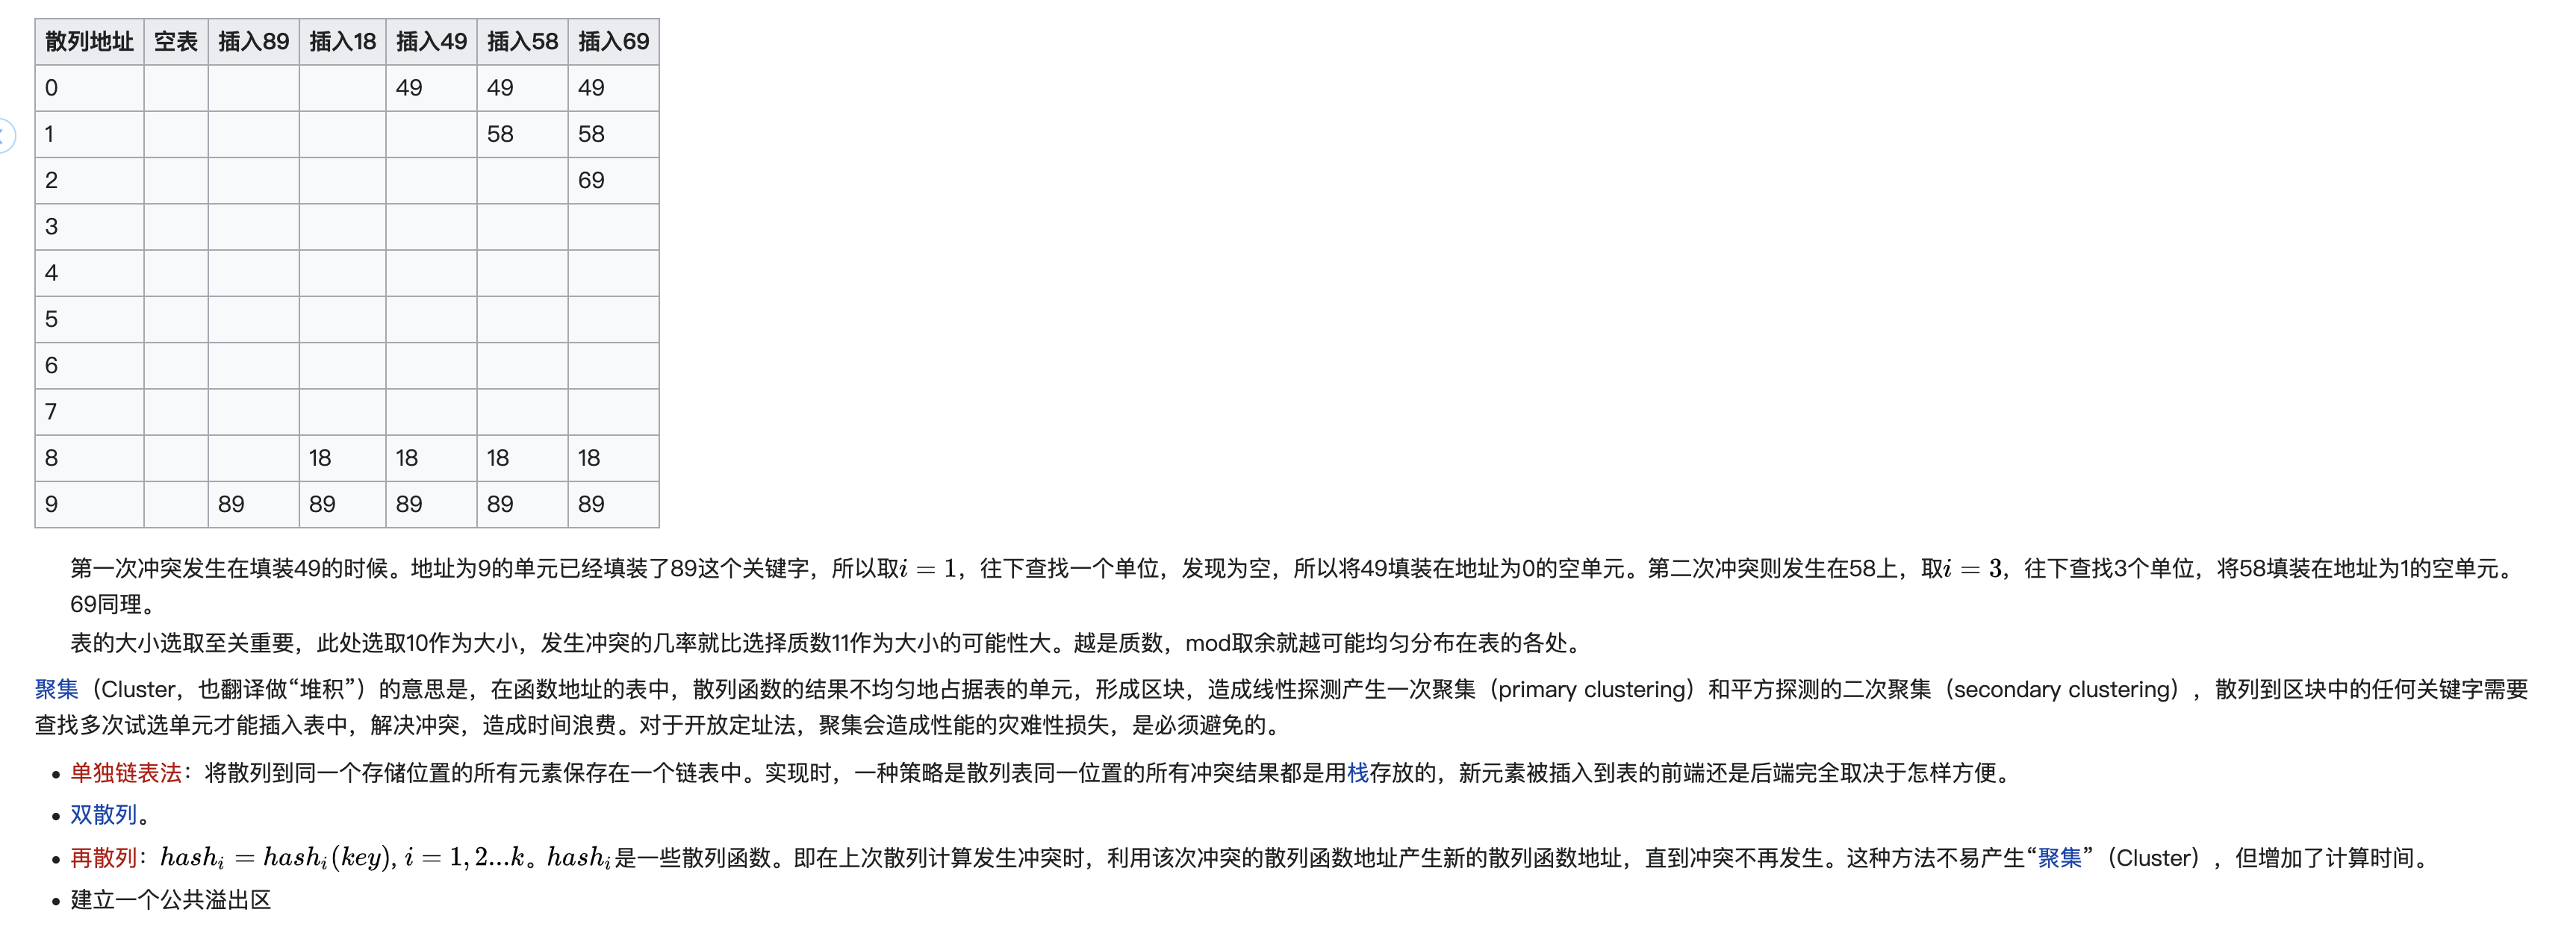 散列地址 空表 插入89 插入18 插入49 插入58 插入69
0 49 49 49
1 58 58
2 69
3
4
5
6
7
8 18 18 18 18
9 89 89 89 89 89
第一次冲突发生在填装49的时候。地址为9的单元已经填装了89这个关键字，所以取i = 1，往下查找一个单位，发现为空，所以将49填装在地址为0的空单元。第二次冲突则发生在58上，取i = 3，往下查找3个单位，将58填装在地址为1的空单元。
69同理。
表的大小选取至关重要，此处选取10作为大小，发生冲突的几率就比选择质数11作为大小的可能性大。越是质数，mod取余就越可能均匀分布在表的各处。
聚集（Cluster，也翻译做“堆积”）的意思是，在函数地址的表中，散列函数的结果不均匀地占据表的单元，形成区块，造成线性探测产生一次聚集（primary clustering）和平方探测的二次聚集（secondary clustering），散列到区块中的任何关键字需要
查找多次试选单元才能插入表中，解决冲突，造成时间浪费。对于开放定址法，聚集会造成性能的灾难性损失，是必须避免的。
• 单独链表法：将散列到同一个存储位置的所有元素保存在一个链表中。实现时，一种策略是散列表同一位置的所有冲突结果都是用栈存放的，新元素被插入到表的前端还是后端完全取决于怎样方便。
• 双散列。
• 再散列：hash_i = hash_i(key), i = 1, 2...k。hash_i是一些散列函数。即在上次散列计算发生冲突时，利用该次冲突的散列函数地址产生新的散列函数地址，直到冲突不再发生。这种方法不易产生“聚集”（Cluster），但增加了计算时间。
• 建立一个公共溢出区